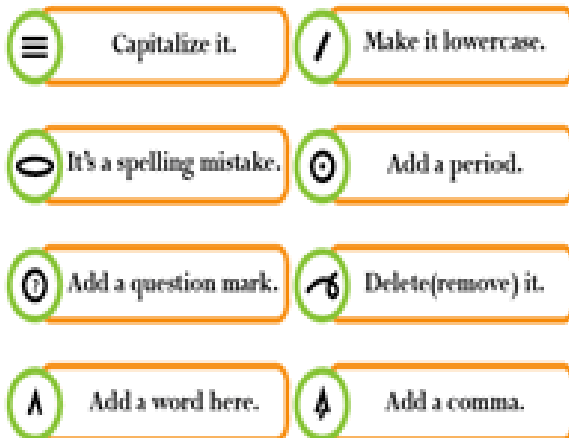 Capitalize it.
Make it lowercase.
It's a spelling mistake.
Add a period.
Add a question mark.
Delete(remove) it.
Add a word here.
Add a comma.